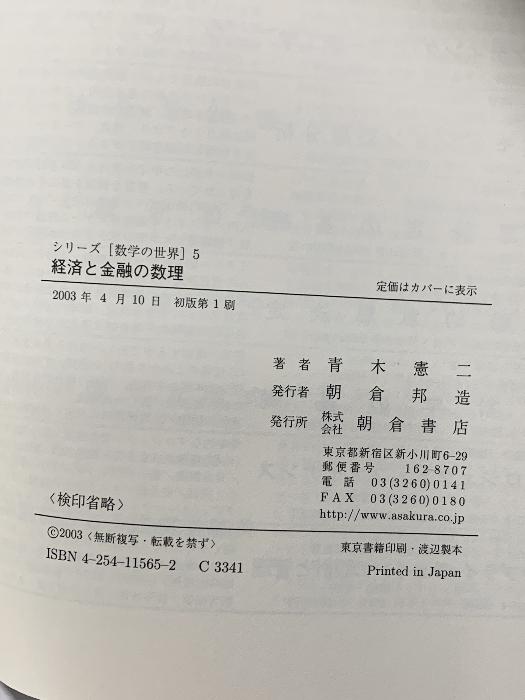 シリーズ［数学の世界］5
経済と金融の数理
定価はカバーに表示
2003年4月10日 初版第1刷
著者 青木憲二
発行者 朝倉邦造
発行所 株式会社 朝倉書店
東京都新宿区新小川町6-29
郵便番号 162-8707
電話 03(3260)0141
FAX 03(3260)0180
http://www.asakura.co.jp
〈検印省略〉
©2003〈無断複写・転載を禁ず〉
東京書籍印刷・渡辺製本
ISBN 4-254-11565-2 C 3341
Printed in Japan